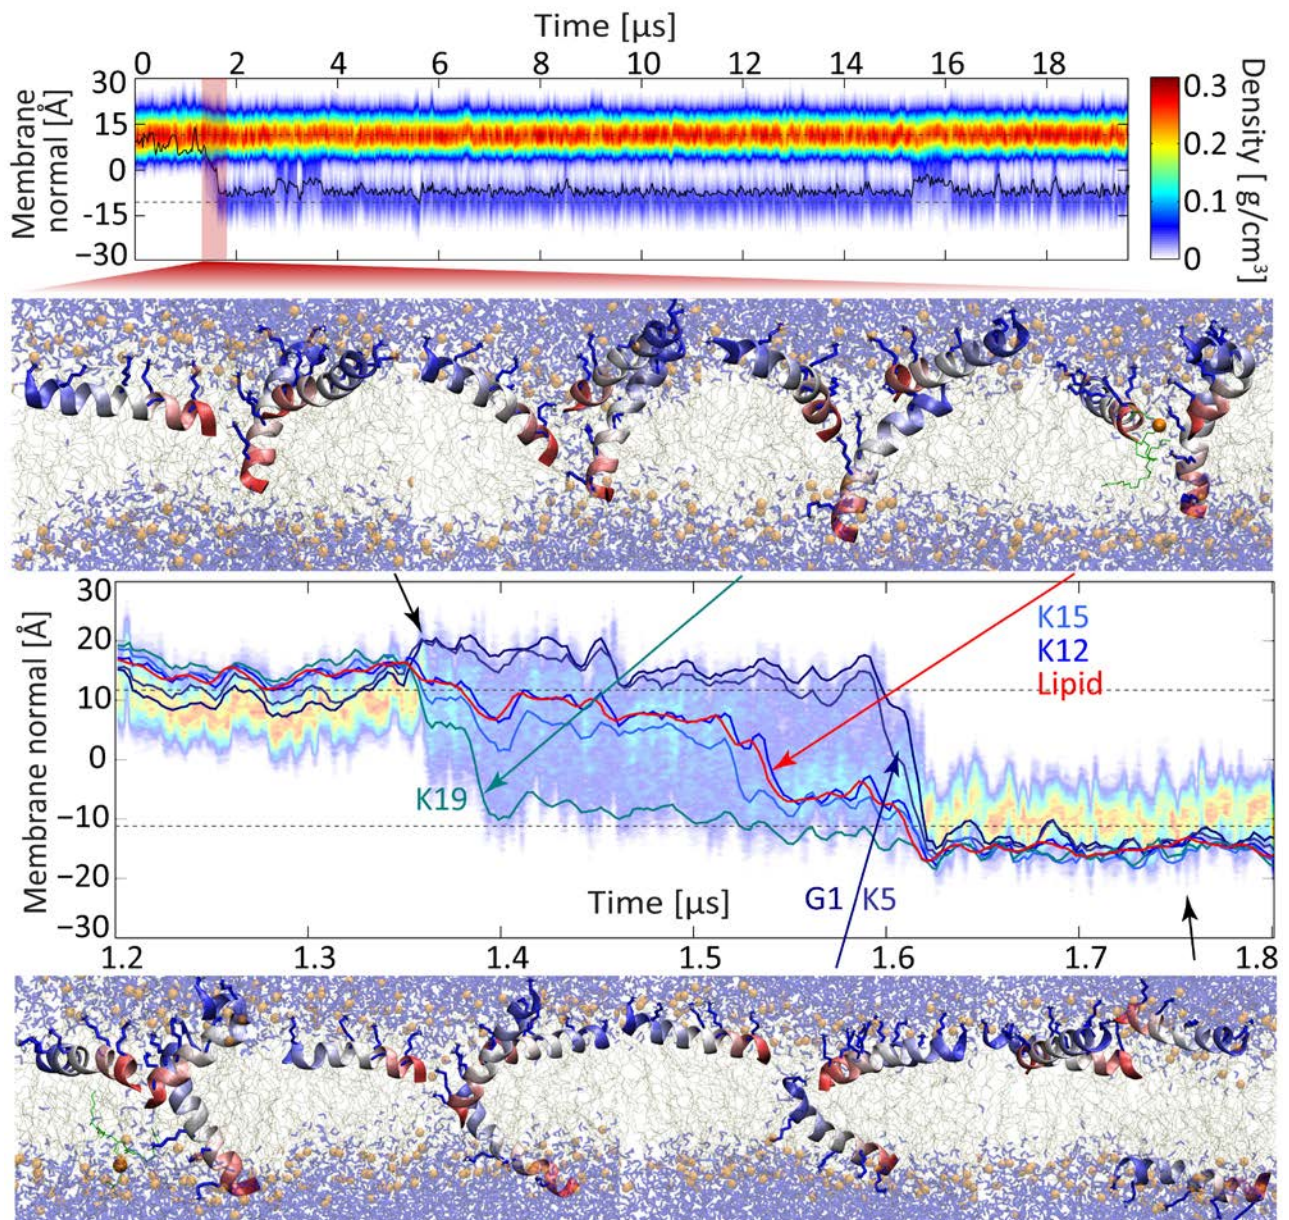 Time [μs]
0 2 4 6 8 10 12 14 16 18
Membrane
normal [Å]
30
15
0
−15
−30
0.3
0.2
0.1
0
Density [ g/cm³]
Membrane normal [Å]
30
20
10
0
−10
−20
−30
K15
K12
Lipid
K19
G1 K5
Time [μs]
1.2 1.3 1.4 1.5 1.6 1.7 1.8